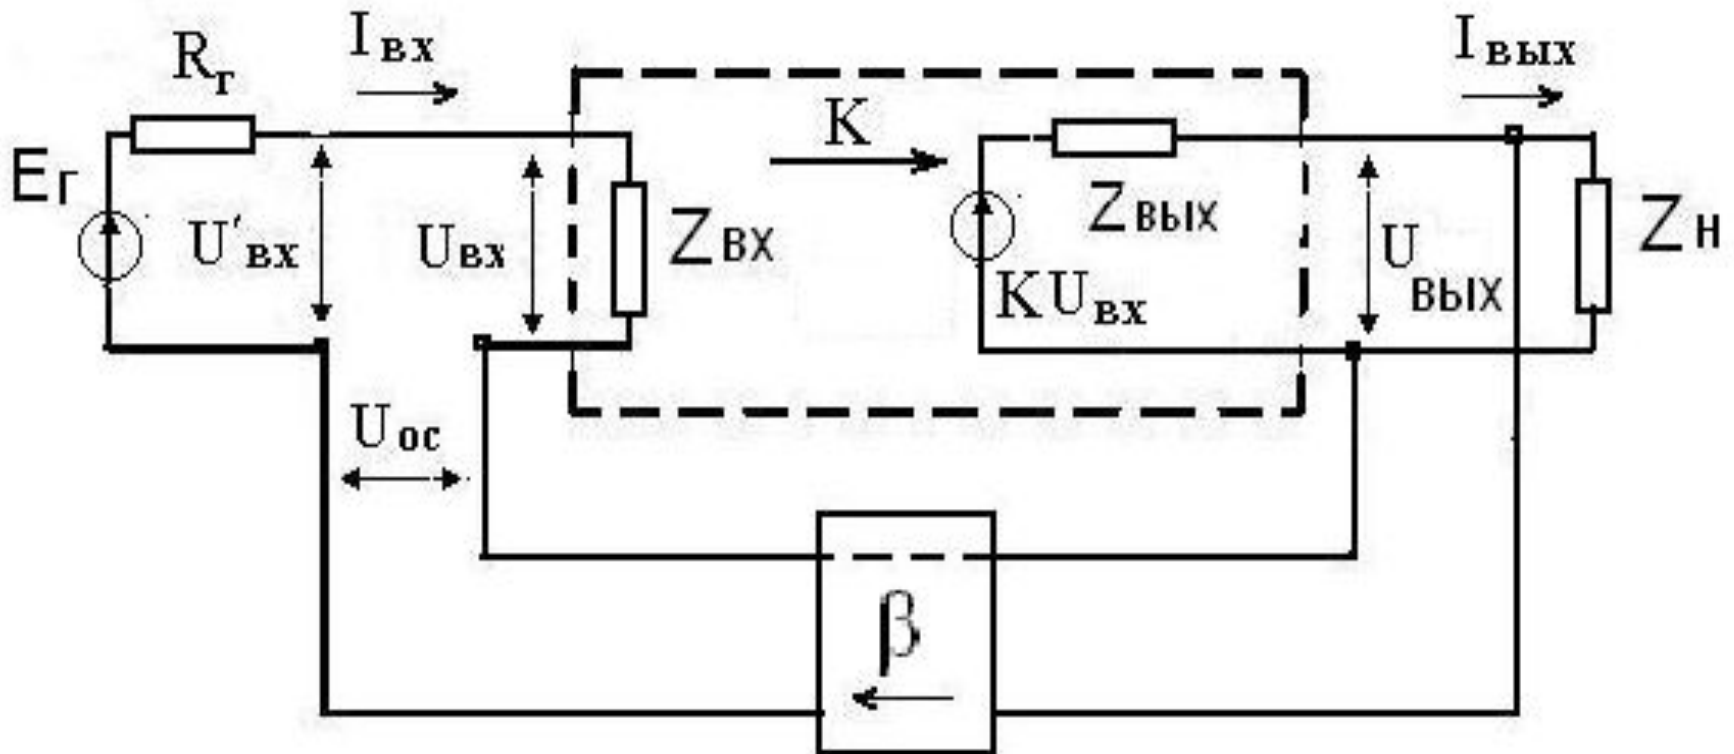 Rг
Iвх
Iвых
K
Eг
U'вх
Uвх
Zвх
Zвых
KUвх
Uвых
Zн
Uос
β